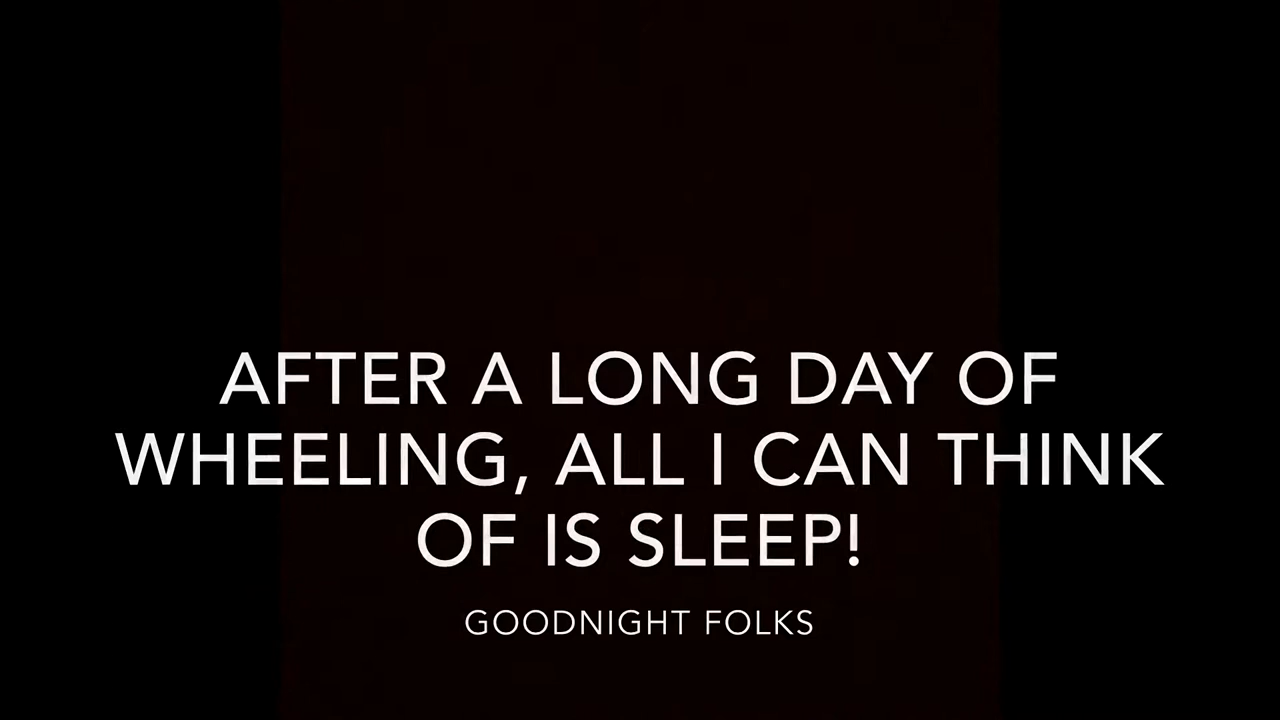 AFTER A LONG DAY OF
WHEELING, ALL I CAN THINK
OF IS SLEEP!
GOODNIGHT FOLKS